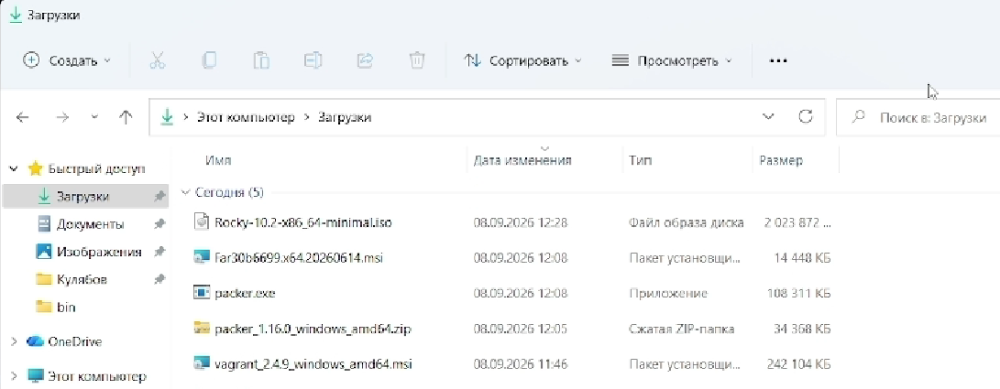 Загрузки
Создать
Сортировать
Просмотреть
Этот компьютер > Загрузки
Поиск в: Загрузки
Быстрый доступ
Загрузки
Документы
Изображения
Кулябов
bin
OneDrive
Этот компьютер
Имя Дата изменения Тип Размер
Сегодня (5)
Rocky-10.2-x86_64-minimal.iso 08.09.2026 12:28 Файл образа диска 2 023 872 ...
Far30b6699.x64.20260614.msi 08.09.2026 12:08 Пакет установщи... 14 448 КБ
packer.exe 08.09.2026 12:08 Приложение 108 311 КБ
packer_1.16.0_windows_amd64.zip 08.09.2026 12:05 Сжатая ZIP-папка 34 368 КБ
vagrant_2.4.9_windows_amd64.msi 08.09.2026 11:46 Пакет установщи... 242 104 КБ